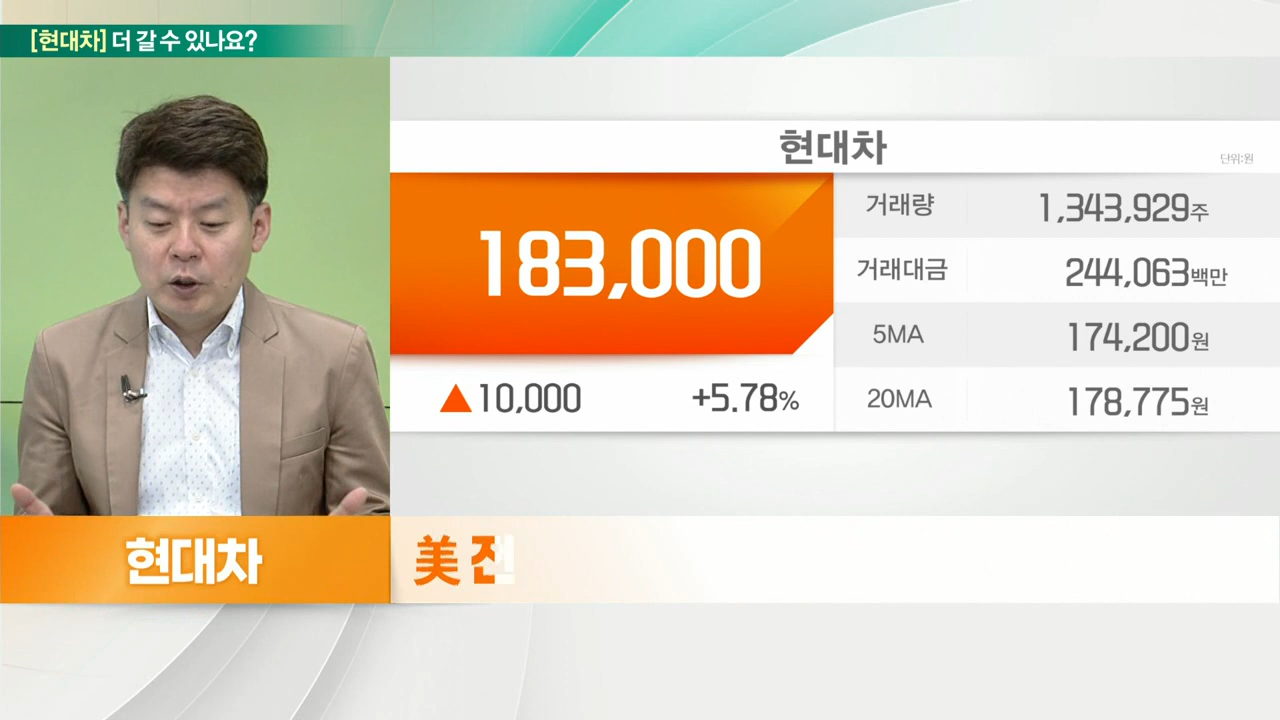 [현대차] 더 갈 수 있나요?
현대차
단위:원
183,000
▲10,000 +5.78%
거래량 1,343,929주
거래대금 244,063백만
5MA 174,200원
20MA 178,775원
현대차
美